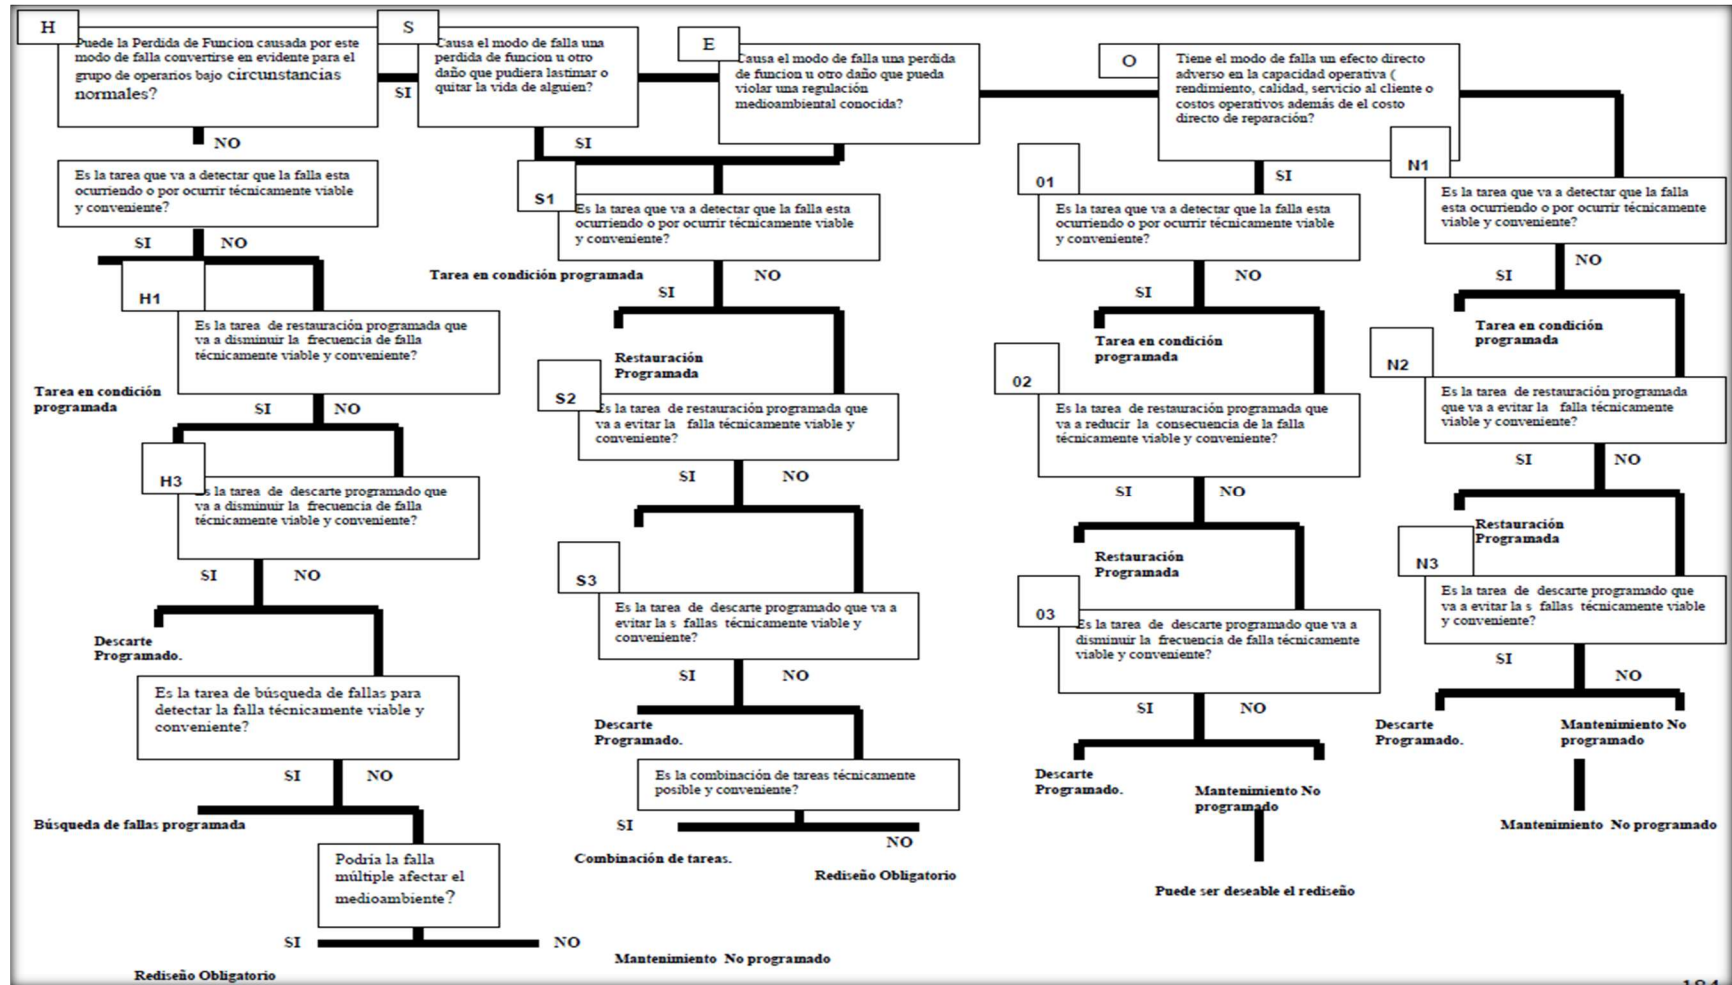 H
Puede la Perdida de Funcion causada por este
modo de falla convertirse en evidente para el
grupo de operarios bajo circunstancias
normales?
SI
NO
Es la tarea que va a detectar que la falla esta
ocurriendo o por ocurrir técnicamente viable
y conveniente?
SI
NO
H1
Es la tarea de restauración programada que
va a disminuir la frecuencia de falla
técnicamente viable y conveniente?
Tarea en condición
programada
SI
NO
H3
Es la tarea de descarte programado que
va a disminuir la frecuencia de falla
técnicamente viable y conveniente?
SI
NO
Descarte
Programado.
Es la tarea de búsqueda de fallas para
detectar la falla técnicamente viable y
conveniente?
SI
NO
Búsqueda de fallas programada
Podría la falla
múltiple afectar el
medioambiente?
SI
NO
Rediseño Obligatorio
Mantenimiento No programado
S
Causa el modo de falla una
perdida de funcion u otro
daño que pudiera lastimar o
quitar la vida de alguien?
SI
E
Causa el modo de falla una perdida
de funcion u otro daño que pueda
violar una regulación
medioambiental conocida?
S1
Es la tarea que va a detectar que la falla esta
ocurriendo o por ocurrir técnicamente viable
y conveniente?
Tarea en condición programada
SI
NO
Restauración
Programada
S2
Es la tarea de restauración programada que
va a evitar la falla técnicamente viable y
conveniente?
SI
NO
S3
Es la tarea de descarte programado que va a
evitar la s fallas técnicamente viable y
conveniente?
SI
NO
Descarte
Programado.
Es la combinación de tareas técnicamente
posible y conveniente?
SI
NO
Combinación de tareas.
Rediseño Obligatorio
O
Tiene el modo de falla un efecto directo
adverso en la capacidad operativa (
rendimiento, calidad, servicio al cliente o
costos operativos además de el costo
directo de reparación?
SI
01
Es la tarea que va a detectar que la falla esta
ocurriendo o por ocurrir técnicamente viable
y conveniente?
SI
NO
Tarea en condición
programada
02
Es la tarea de restauración programada que
va a reducir la consecuencia de la falla
técnicamente viable y conveniente?
SI
NO
Restauración
Programada
03
Es la tarea de descarte programado que va a
disminuir la frecuencia de falla técnicamente
viable y conveniente?
SI
NO
Descarte
Programado.
Mantenimiento No
programado
Puede ser deseable el rediseño
N1
Es la tarea que va a detectar que la falla
esta ocurriendo o por ocurrir técnicamente
viable y conveniente?
SI
NO
Tarea en condición
programada
N2
Es la tarea de restauración programada
que va a evitar la falla técnicamente
viable y conveniente?
SI
NO
Restauración
Programada
N3
Es la tarea de descarte programado que
va a evitar la s fallas técnicamente viable
y conveniente?
SI
NO
Descarte
Programado.
Mantenimiento No
programado
Mantenimiento No programado